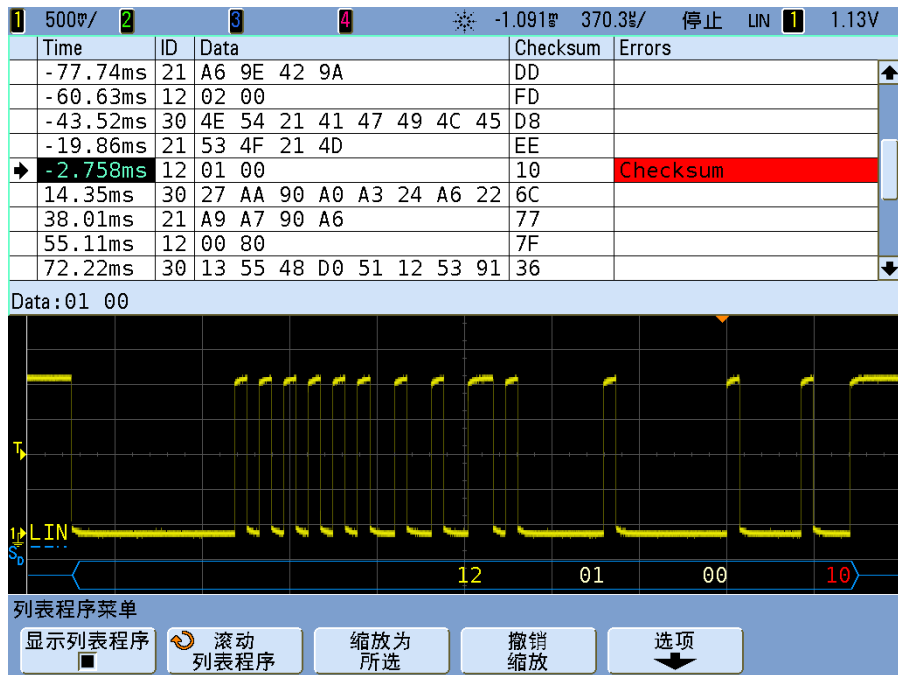 1 500▿/ 2 3 4 -1.091ms 370.3us/ 停止 LIN 1 1.13V
Time ID Data Checksum Errors
-77.74ms 21 A6 9E 42 9A DD
-60.63ms 12 02 00 FD
-43.52ms 30 4E 54 21 41 47 49 4C 45 D8
-19.86ms 21 53 4F 21 4D EE
-2.758ms 12 01 00 10 Checksum
14.35ms 30 27 AA 90 A0 A3 24 A6 22 6C
38.01ms 21 A9 A7 90 A6 77
55.11ms 12 00 80 7F
72.22ms 30 13 55 48 D0 51 12 53 91 36
Data:01 00
T
1 LIN
SD
12 01 00 10
列表程序菜单
显示列表程序 滚动 缩放为 撤销 选项
列表程序 所选 缩放